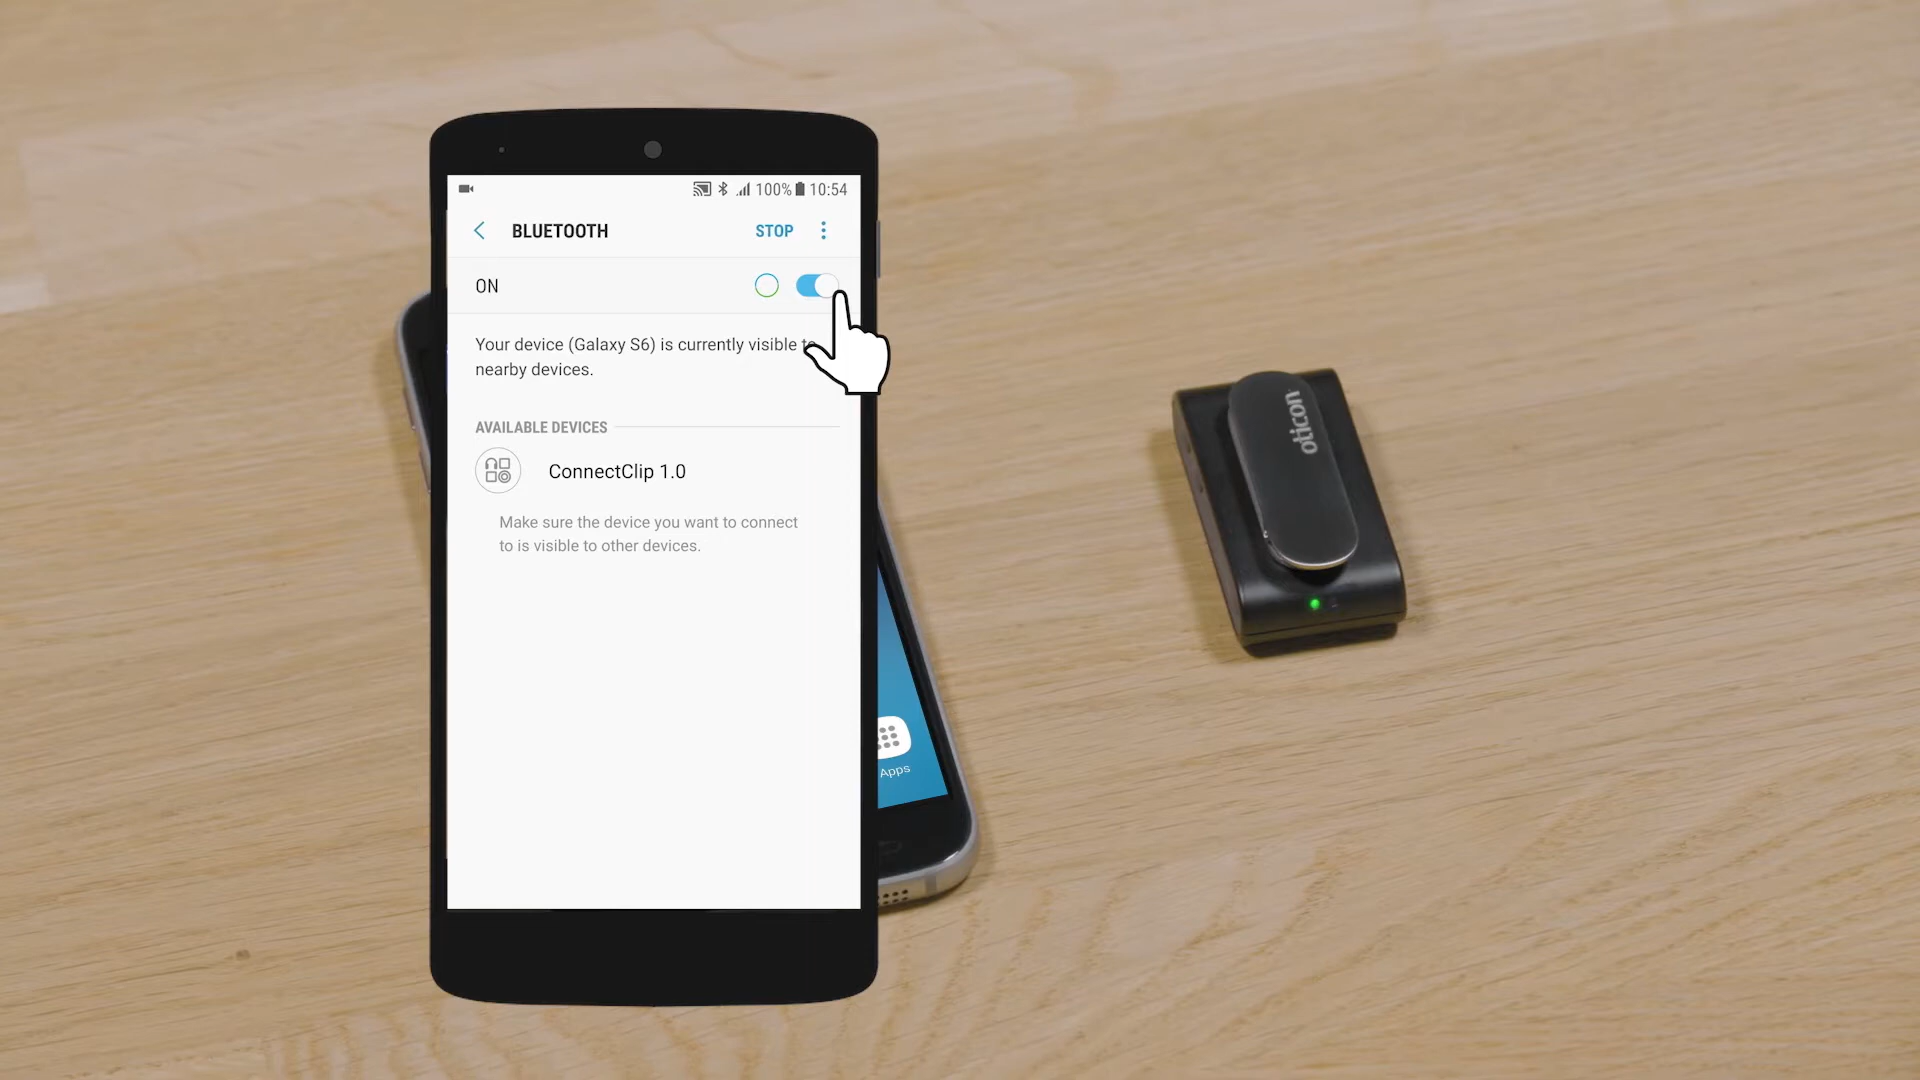 100% 10:54
BLUETOOTH STOP
ON
Your device (Galaxy S6) is currently visible to
nearby devices.
AVAILABLE DEVICES
ConnectClip 1.0
Make sure the device you want to connect
to is visible to other devices.
oticon
Apps